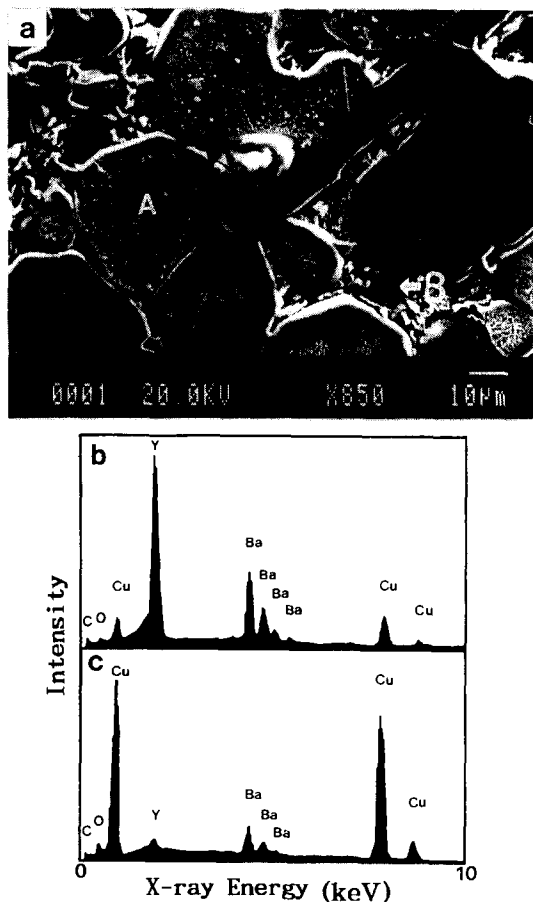 a
A
B
0001 20.0KU X850 10μm
b
Y
Ba
Ba
Cu
Ba
Ba
Cu
Cu
C O
c
Cu
Cu
Cu
Ba
Y
Ba
Ba
C O
Intensity
0 10
X-ray Energy (keV)